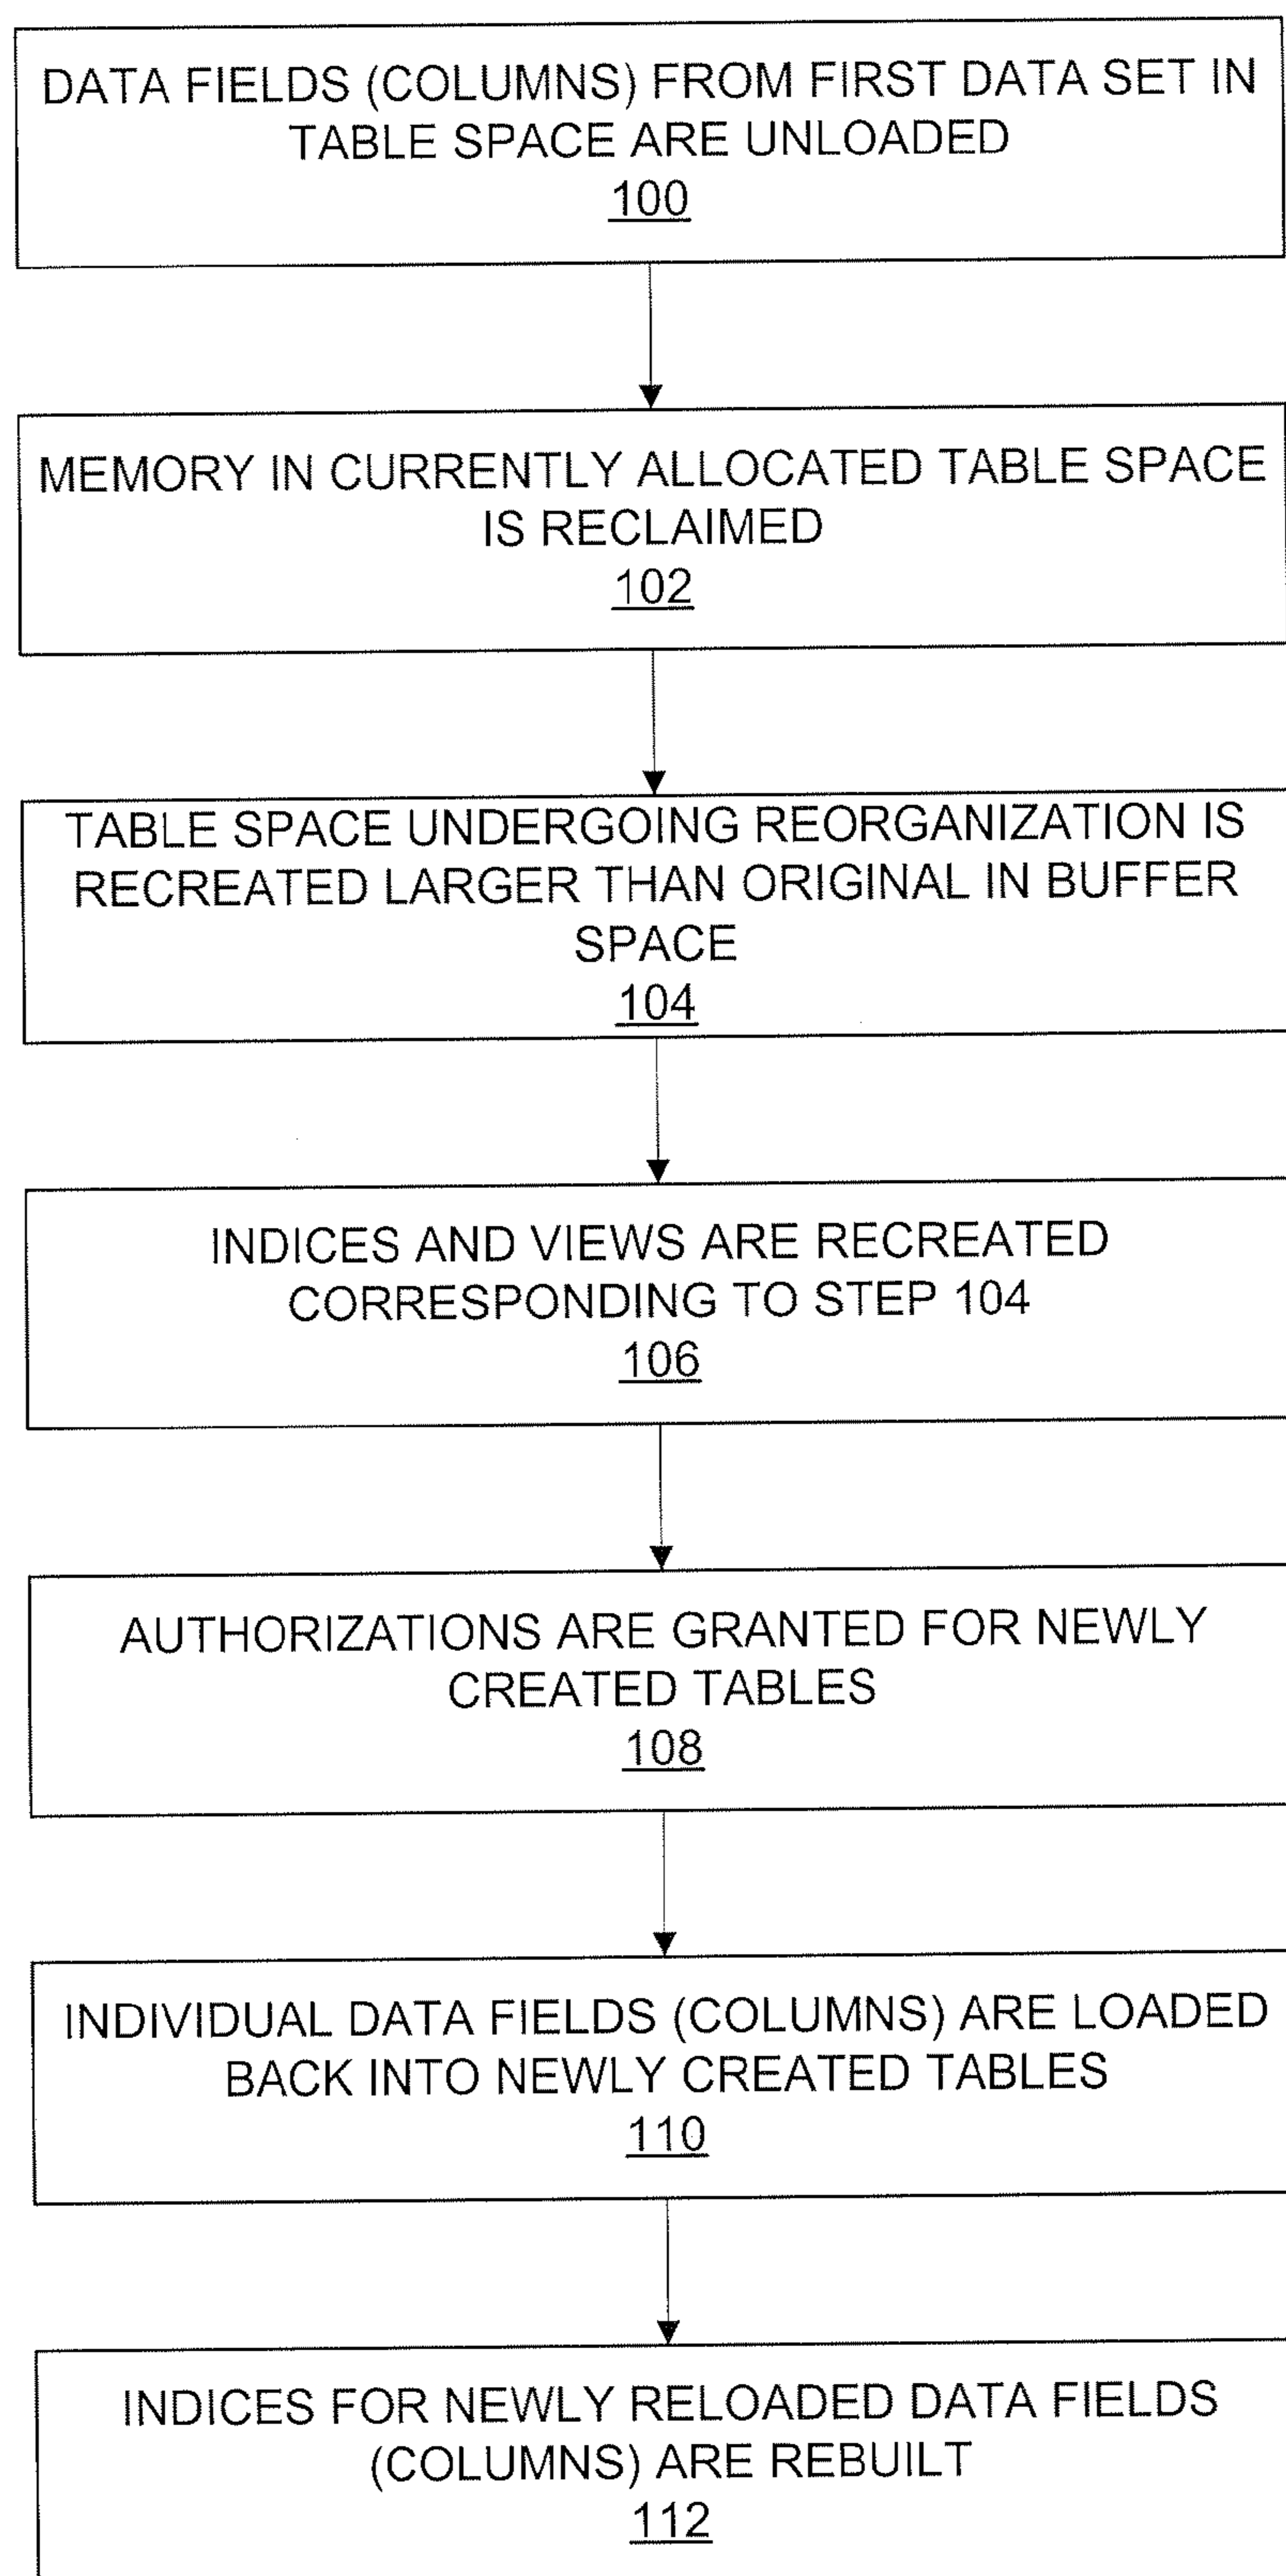 DATA FIELDS (COLUMNS) FROM FIRST DATA SET IN
TABLE SPACE ARE UNLOADED
100
MEMORY IN CURRENTLY ALLOCATED TABLE SPACE
IS RECLAIMED
102
TABLE SPACE UNDERGOING REORGANIZATION IS
RECREATED LARGER THAN ORIGINAL IN BUFFER
SPACE
104
INDICES AND VIEWS ARE RECREATED
CORRESPONDING TO STEP 104
106
AUTHORIZATIONS ARE GRANTED FOR NEWLY
CREATED TABLES
108
INDIVIDUAL DATA FIELDS (COLUMNS) ARE LOADED
BACK INTO NEWLY CREATED TABLES
110
INDICES FOR NEWLY RELOADED DATA FIELDS
(COLUMNS) ARE REBUILT
112